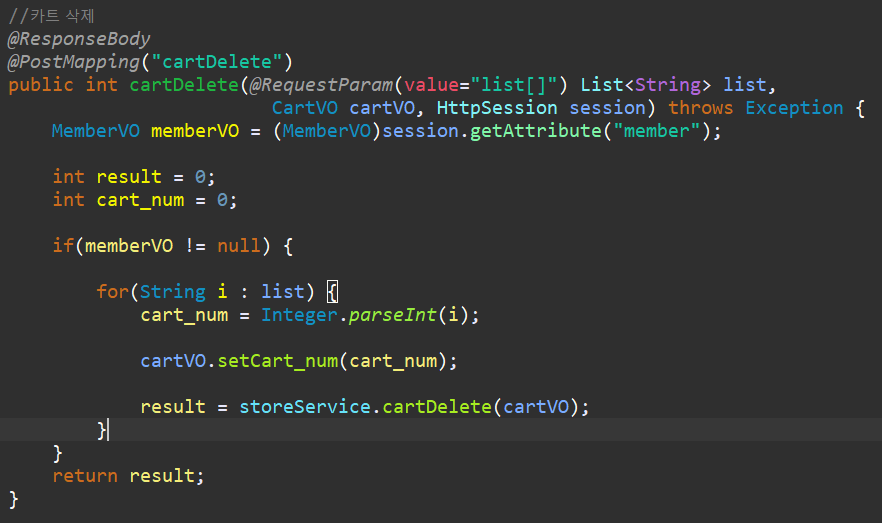 //카트 삭제
@ResponseBody
@PostMapping("cartDelete")
public int cartDelete(@RequestParam(value="list[]") List<String> list,
                        CartVO cartVO, HttpSession session) throws Exception {
    MemberVO memberVO = (MemberVO)session.getAttribute("member");

    int result = 0;
    int cart_num = 0;

    if(memberVO != null) {

        for(String i : list) {
            cart_num = Integer.parseInt(i);

            cartVO.setCart_num(cart_num);

            result = storeService.cartDelete(cartVO);
        }
    }
    return result;
}